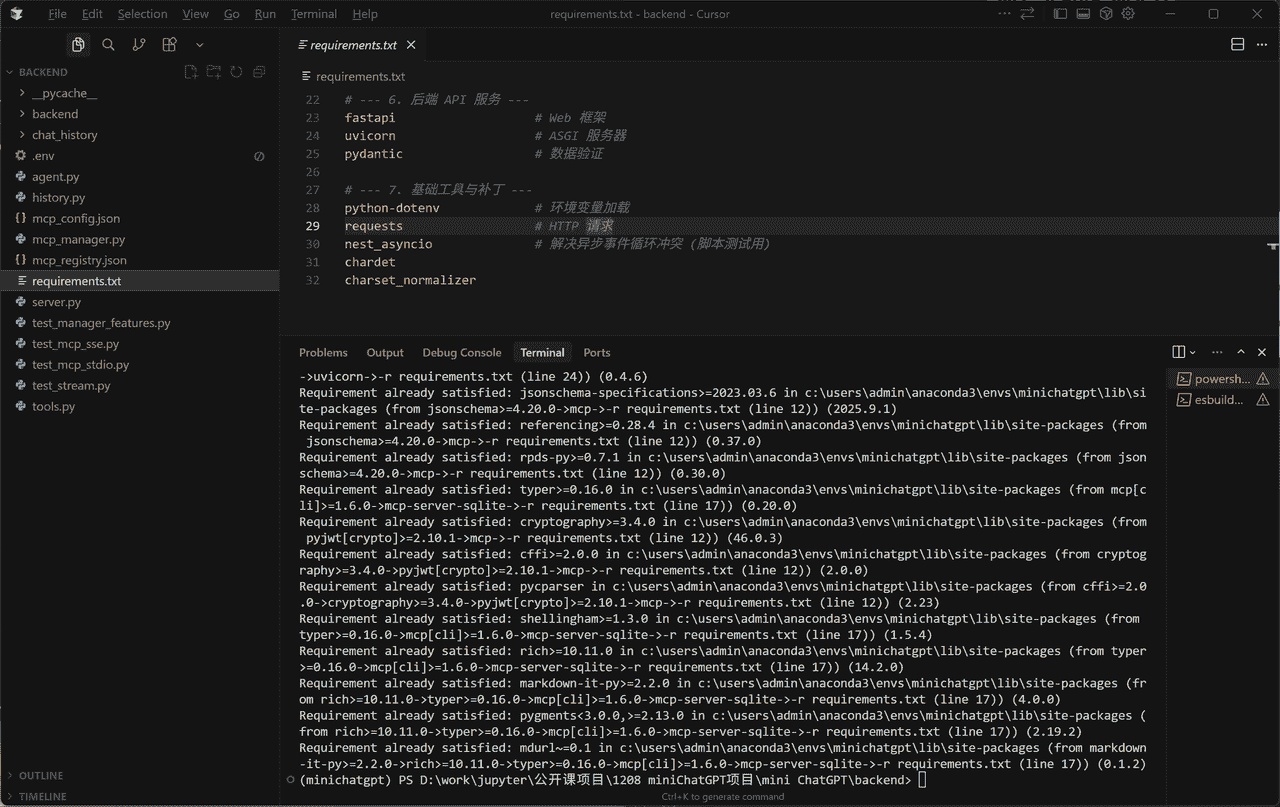 File Edit Selection View Go Run Terminal Help
requirements.txt - backend - Cursor
BACKEND
__pycache__
backend
chat_history
.env
agent.py
history.py
mcp_config.json
mcp_manager.py
mcp_registry.json
requirements.txt
server.py
test_manager_features.py
test_mcp_sse.py
test_mcp_stdio.py
test_stream.py
tools.py
OUTLINE
TIMELINE
requirements.txt
requirements.txt
22 # --- 6. 后端 API 服务 ---
23 fastapi # Web 框架
24 uvicorn # ASGI 服务器
25 pydantic # 数据验证
26
27 # --- 7. 基础工具与补丁 ---
28 python-dotenv # 环境变量加载
29 requests # HTTP 请求
30 nest_asyncio # 解决异步事件循环冲突 (脚本测试用)
31 chardet
32 charset_normalizer
Problems Output Debug Console Terminal Ports
->uvicorn->-r requirements.txt (line 24)) (0.4.6)
Requirement already satisfied: jsonschema-specifications>=2023.03.6 in c:\users\admin\anaconda3\envs\minichatgpt\lib\si
te-packages (from jsonschema>=4.20.0->mcp->-r requirements.txt (line 12)) (2025.9.1)
Requirement already satisfied: referencing>=0.28.4 in c:\users\admin\anaconda3\envs\minichatgpt\lib\site-packages (from
jsonschema>=4.20.0->mcp->-r requirements.txt (line 12)) (0.37.0)
Requirement already satisfied: rpds-py>=0.7.1 in c:\users\admin\anaconda3\envs\minichatgpt\lib\site-packages (from json
schema>=4.20.0->mcp->-r requirements.txt (line 12)) (0.30.0)
Requirement already satisfied: typer>=0.16.0 in c:\users\admin\anaconda3\envs\minichatgpt\lib\site-packages (from mcp[c
li]>=1.6.0->mcp-server-sqlite->-r requirements.txt (line 17)) (0.20.0)
Requirement already satisfied: cryptography>=3.4.0 in c:\users\admin\anaconda3\envs\minichatgpt\lib\site-packages (from
pyjwt[crypto]>=2.10.1->mcp->-r requirements.txt (line 12)) (46.0.3)
Requirement already satisfied: cffi>=2.0.0 in c:\users\admin\anaconda3\envs\minichatgpt\lib\site-packages (from cryptog
raphy>=3.4.0->pyjwt[crypto]>=2.10.1->mcp->-r requirements.txt (line 12)) (2.0.0)
Requirement already satisfied: pycparser in c:\users\admin\anaconda3\envs\minichatgpt\lib\site-packages (from cffi>=2.0
.0->cryptography>=3.4.0->pyjwt[crypto]>=2.10.1->mcp->-r requirements.txt (line 12)) (2.23)
Requirement already satisfied: shellingham>=1.3.0 in c:\users\admin\anaconda3\envs\minichatgpt\lib\site-packages (from
typer>=0.16.0->mcp[cli]>=1.6.0->mcp-server-sqlite->-r requirements.txt (line 17)) (1.5.4)
Requirement already satisfied: rich>=10.11.0 in c:\users\admin\anaconda3\envs\minichatgpt\lib\site-packages (from typer
>=0.16.0->mcp[cli]>=1.6.0->mcp-server-sqlite->-r requirements.txt (line 17)) (14.2.0)
Requirement already satisfied: markdown-it-py>=2.2.0 in c:\users\admin\anaconda3\envs\minichatgpt\lib\site-packages (fr
om rich>=10.11.0->typer>=0.16.0->mcp[cli]>=1.6.0->mcp-server-sqlite->-r requirements.txt (line 17)) (4.0.0)
Requirement already satisfied: pygments<3.0.0,>=2.13.0 in c:\users\admin\anaconda3\envs\minichatgpt\lib\site-packages (
from rich>=10.11.0->typer>=0.16.0->mcp[cli]>=1.6.0->mcp-server-sqlite->-r requirements.txt (line 17)) (2.19.2)
Requirement already satisfied: mdurl~=0.1 in c:\users\admin\anaconda3\envs\minichatgpt\lib\site-packages (from markdown
-it-py>=2.2.0->rich>=10.11.0->typer>=0.16.0->mcp[cli]>=1.6.0->mcp-server-sqlite->-r requirements.txt (line 17)) (0.1.2)
(minichatgpt) PS D:\work\jupyter\公开课项目\1208 miniChatGPT项目\mini ChatGPT\backend>
Ctrl+K to generate command
powersh...
esbuild...